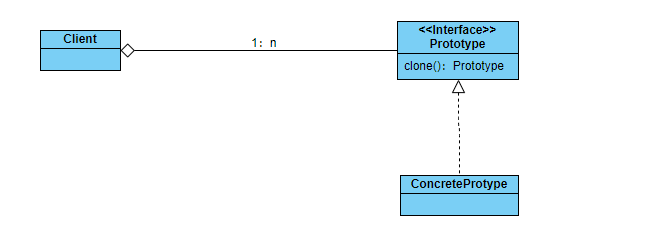 Client
1: n
<<Interface>>
Prototype
clone(): Prototype
ConcreteProtype